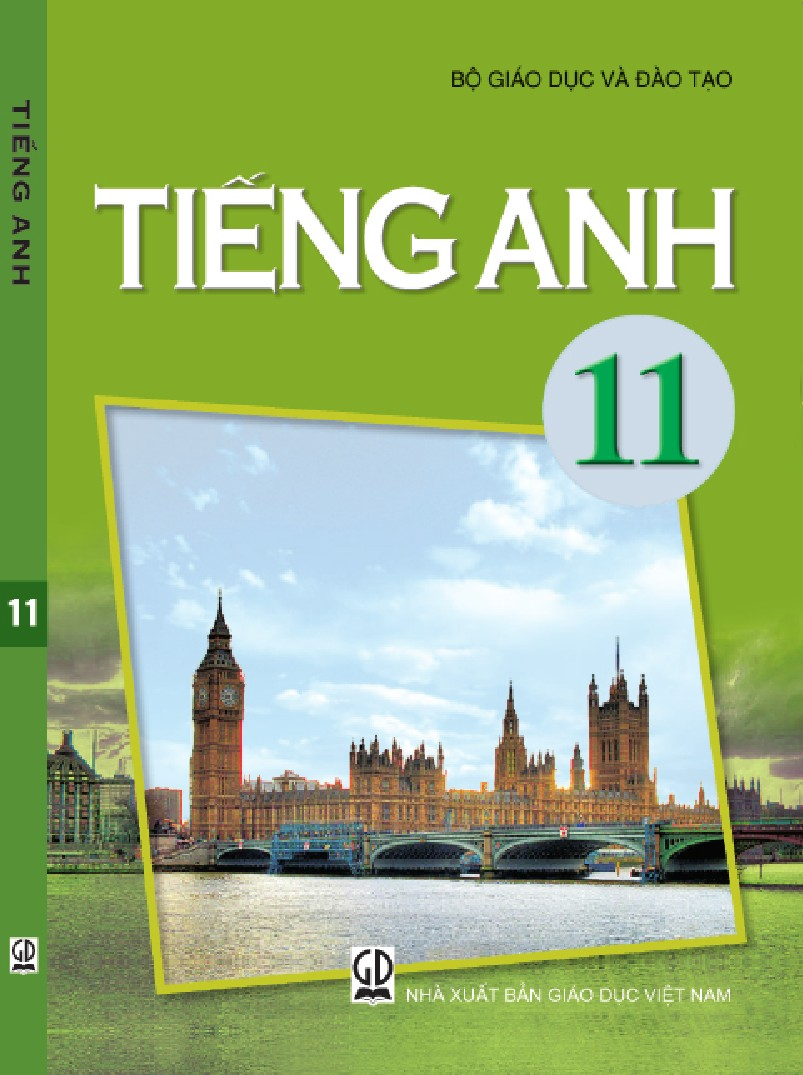 BỘ GIÁO DỤC VÀ ĐÀO TẠO
TIẾNG ANH
11
TIẾNG ANH
11
GD
GD
NHÀ XUẤT BẢN GIÁO DỤC VIỆT NAM